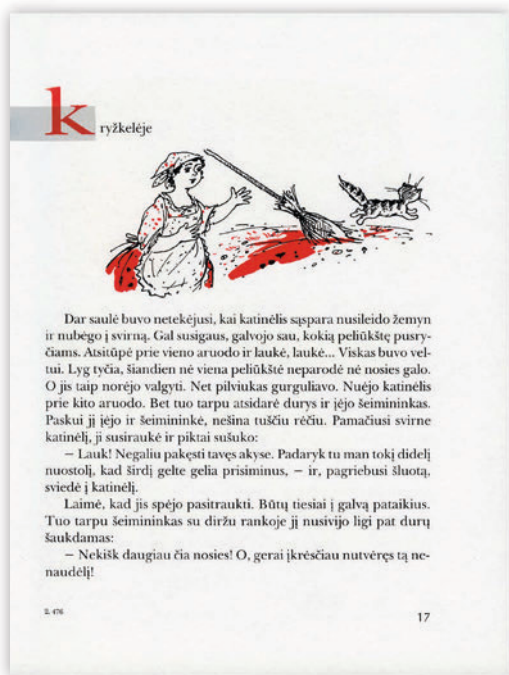 kryžkelėje
Dar saulė buvo netekėjusi, kai katinėlis sąspara nusileido žemyn
ir nubėgo į svirną. Gal susigaus, galvojo sau, kokią peliūkštę pusry-
čiams. Atsitūpė prie vieno aruodo ir laukė, laukė... Viskas buvo vel-
tui. Lyg tyčia, šiandien nė viena peliūkštė neparodė nė nosies galo.
O jis taip norėjo valgyti. Net pilviukas gurguliavo. Nuėjo katinėlis
prie kito aruodo. Bet tuo tarpu atsidarė durys ir įėjo šeimininkas.
Paskui jį įėjo ir šeimininkė, nešina tuščiu rėčiu. Pamačiusi svirne
katinėlį, ji susiraukė ir piktai sušuko:
– Lauk! Negaliu pakęsti tavęs akyse. Padaryk tu man tokį didelį
nuostolį, kad širdį gelte gelia prisiminus, – ir, pagriebusi šluotą,
sviedė į katinėlį.
Laimė, kad jis spėjo pasitraukti. Būtų tiesiai į galvą pataikius.
Tuo tarpu šeimininkas su diržu rankoje jį nusivijo ligi pat durų
šaukdamas:
– Nekišk daugiau čia nosies! O, gerai įkrėsčiau nutvėręs tą ne-
naudėlį!
2. 476
17